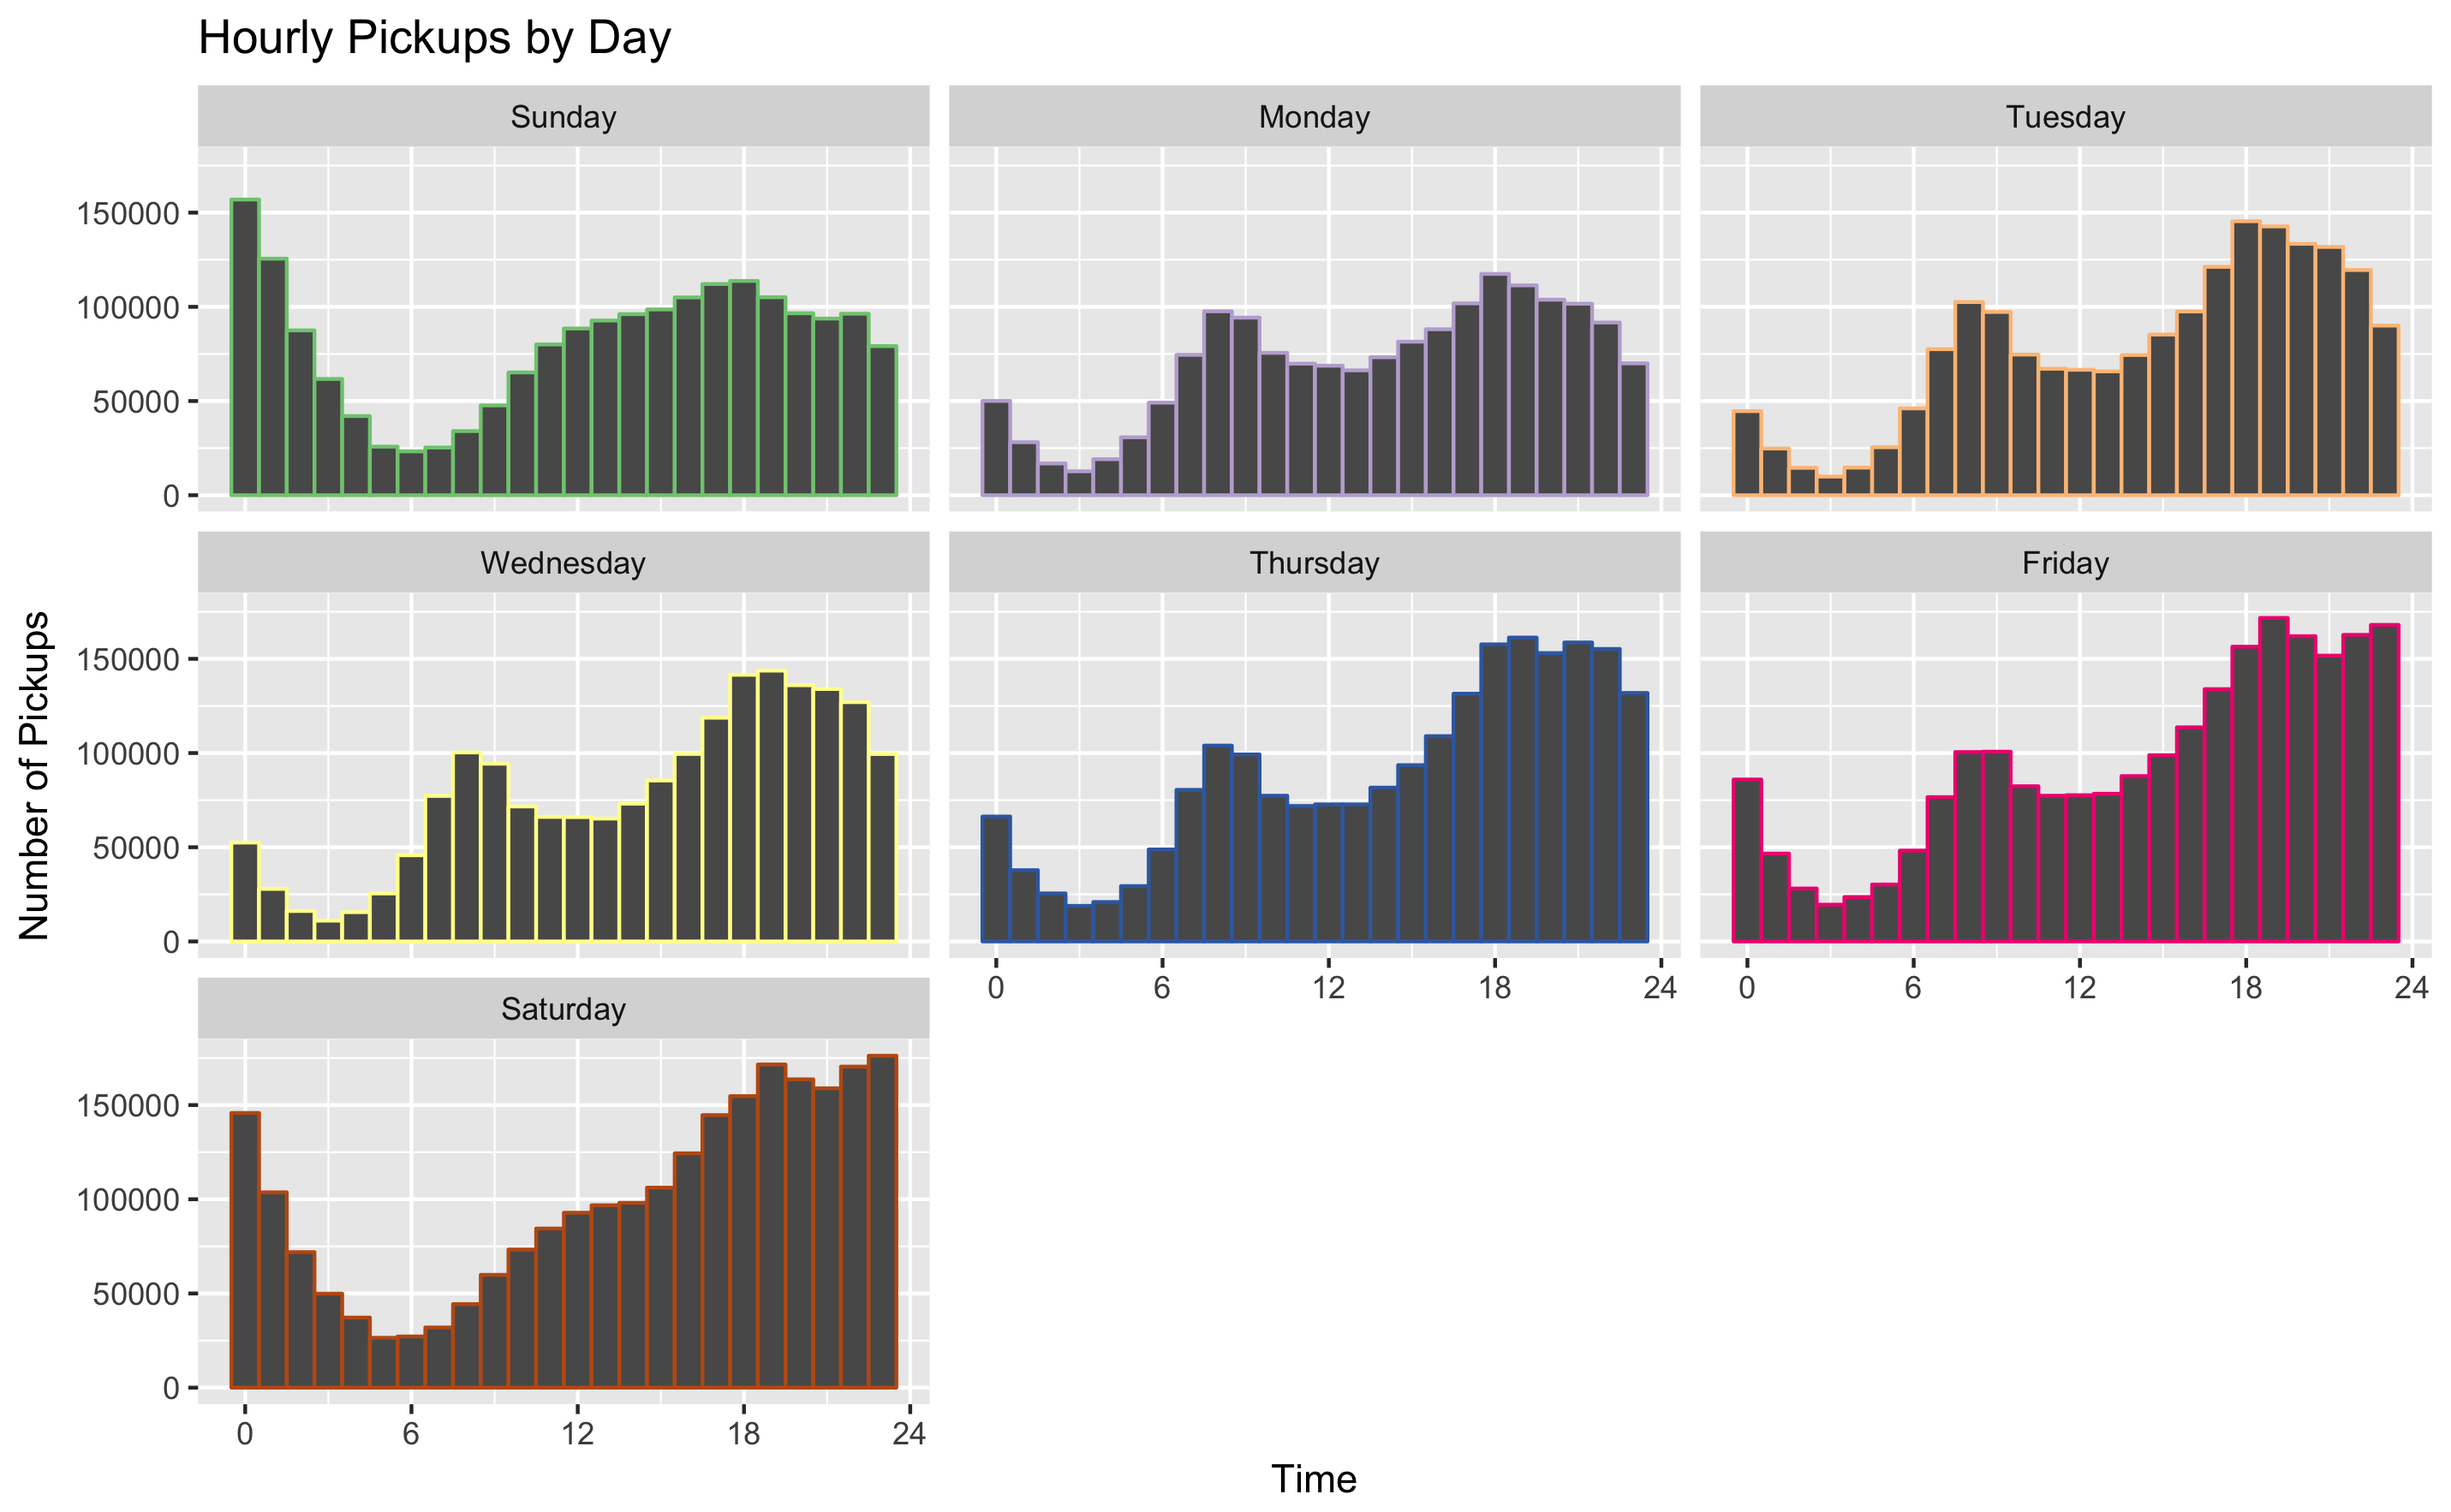 Hourly Pickups by Day
Sunday
Monday
Tuesday
150000
100000
50000
0
Wednesday
Thursday
Friday
Number of Pickups
150000
100000
50000
0
0 6 12 18 24
0 6 12 18 24
Saturday
150000
100000
50000
0
0 6 12 18 24
Time